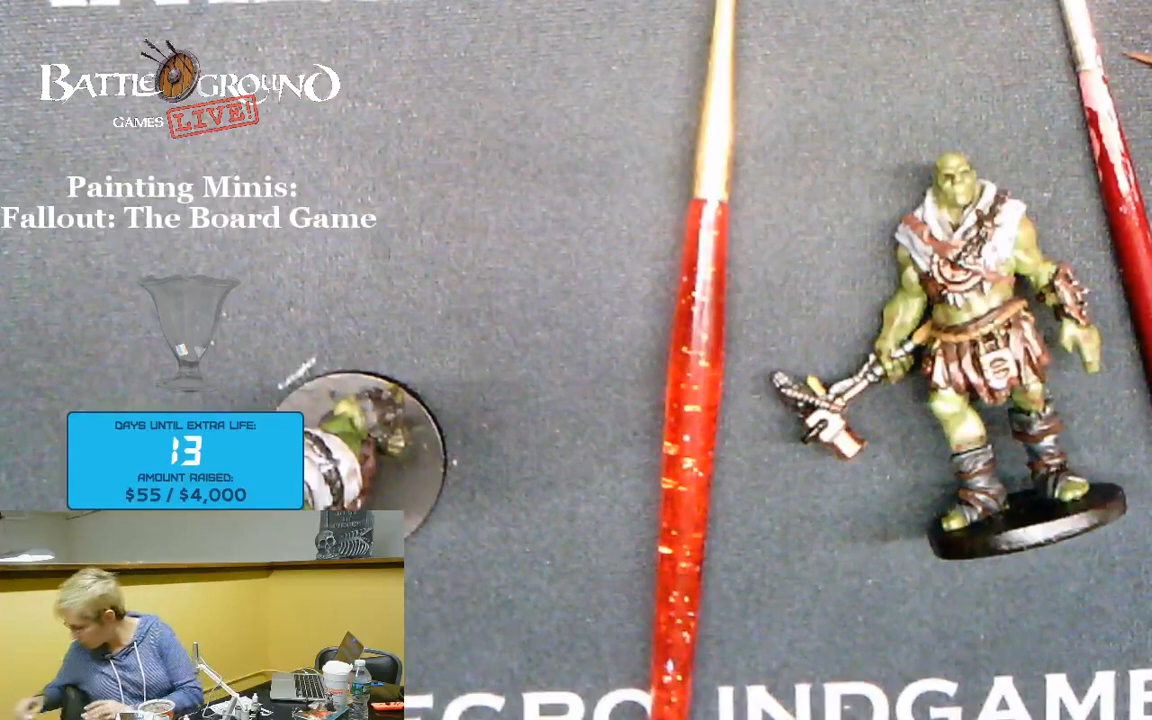 BATTLEGROUND
GAMES LIVE!
Painting Minis:
Fallout: The Board Game
DAYS UNTIL EXTRA LIFE:
13
AMOUNT RAISED:
$55 / $4,000
INDGAME